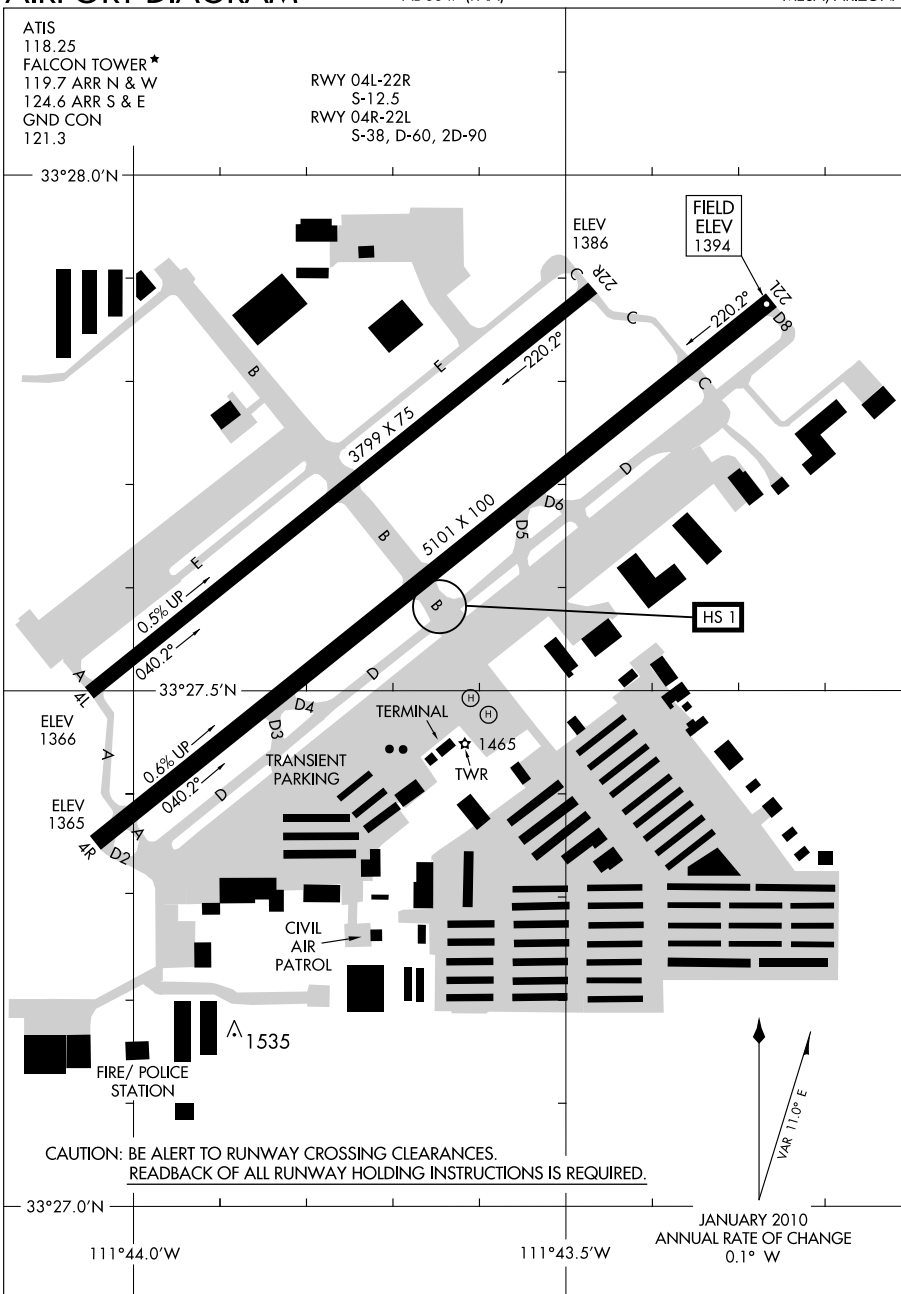 AIRPORT DIAGRAM
ATIS
118.25
FALCON TOWER★
119.7 ARR N & W
124.6 ARR S & E
GND CON
121.3
RWY 04L-22R
S-12.5
RWY 04R-22L
S-38, D-60, 2D-90
33°28.0'N
ELEV
1386
FIELD
ELEV
1394
C
22R
22L
D8
C
220.2°
220.2°
B
E
C
3799 X 75
D
5101 X 100
D6
D5
B
E
0.5% UP
B
HS 1
040.2°
A
4L
33°27.5'N
D
H
H
ELEV
1366
D4
TERMINAL
D3
A
0.6% UP
TRANSIENT
PARKING
1465
TWR
040.2°
D
ELEV
1365
A
4R
D2
CIVIL
AIR
PATROL
1535
FIRE/ POLICE
STATION
VAR 11.0° E
CAUTION: BE ALERT TO RUNWAY CROSSING CLEARANCES.
READBACK OF ALL RUNWAY HOLDING INSTRUCTIONS IS REQUIRED.
33°27.0'N
JANUARY 2010
ANNUAL RATE OF CHANGE
0.1° W
111°44.0'W
111°43.5'W